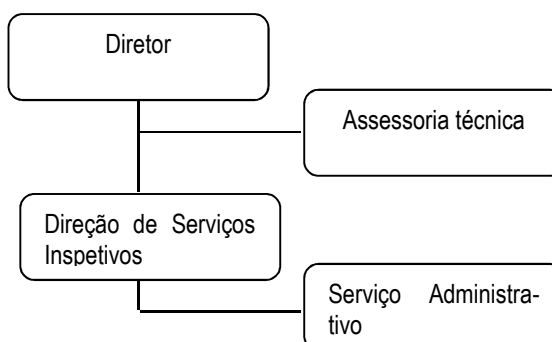 Diretor
Assessoria técnica
Direção de Serviços
Inspetivos
Serviço Administra-
tivo